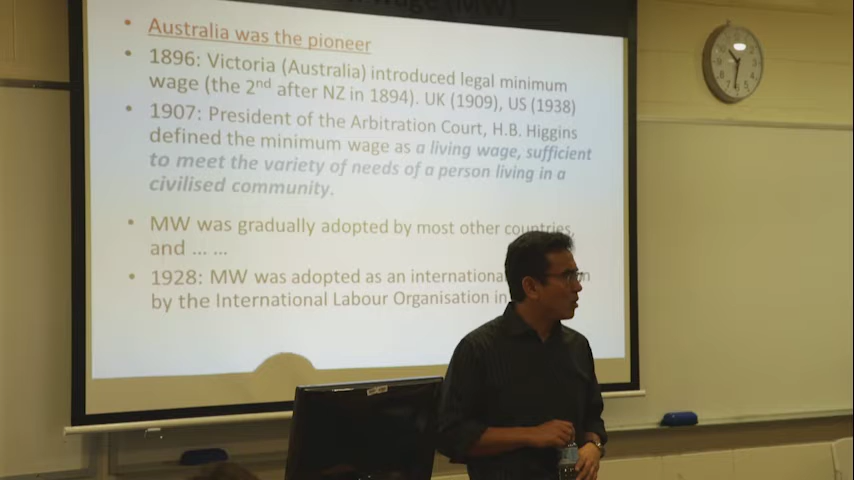 wage (MW)
• Australia was the pioneer
• 1896: Victoria (Australia) introduced legal minimum
wage (the 2nd after NZ in 1894). UK (1909), US (1938)
• 1907: President of the Arbitration Court, H.B. Higgins
defined the minimum wage as a living wage, sufficient
to meet the variety of needs of a person living in a
civilised community.
• MW was gradually adopted by most other countries,
and ... ...
• 1928: MW was adopted as an international
by the International Labour Organisation in